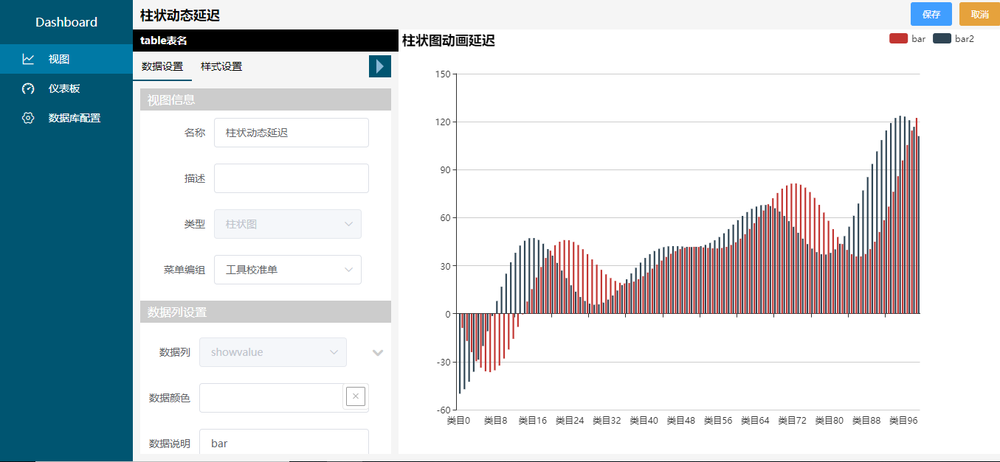 Dashboard
视图
仪表板
数据库配置
柱状动态延迟
保存
取消
table表名
数据设置
样式设置
视图信息
名称
柱状动态延迟
描述
类型
柱状图
菜单编组
工具校准单
数据列设置
数据列
showvalue
数据颜色
数据说明
bar
柱状图动画延迟
bar
bar2
150
120
90
60
30
0
-30
-60
类目0
类目8
类目16
类目24
类目32
类目40
类目48
类目56
类目64
类目72
类目80
类目88
类目96